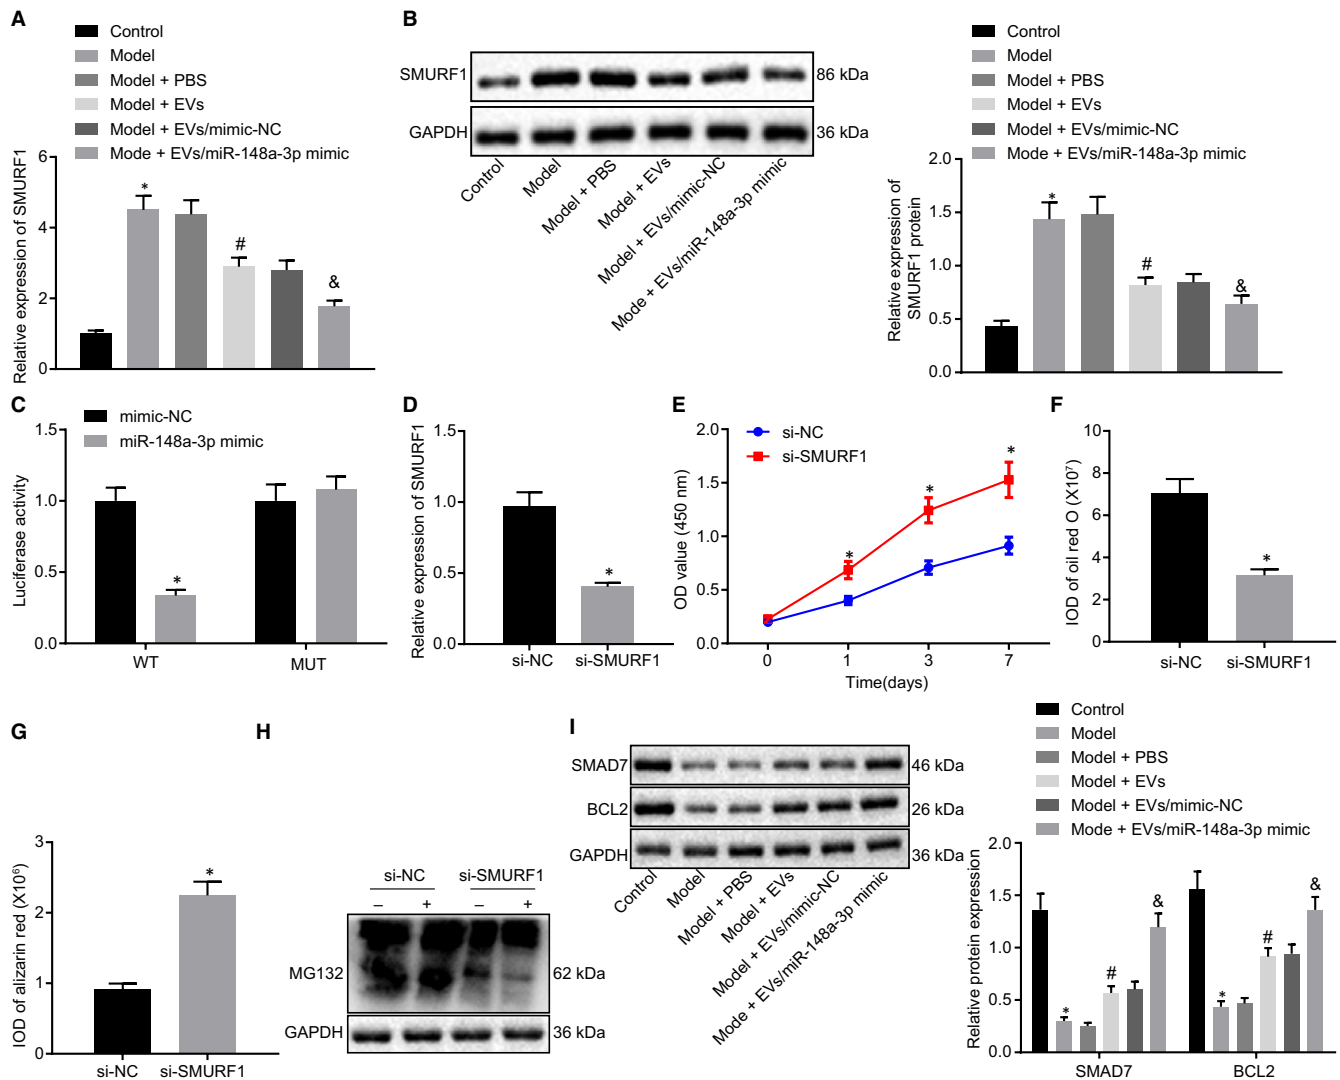 A
Control
Model
Model + PBS
Model + EVs
Model + EVs/mimic-NC
Mode + EVs/miR-148a-3p mimic
Relative expression of SMURF1
6
4
2
0
*
#
&
B
SMURF1
86 kDa
GAPDH
36 kDa
Control
Model
Model + PBS
Model + EVs
Model + EVs/mimic-NC
Mode + EVs/miR-148a-3p mimic
Control
Model
Model + PBS
Model + EVs
Model + EVs/mimic-NC
Mode + EVs/miR-148a-3p mimic
Relative expression of
SMURF1 protein
2.0
1.5
1.0
0.5
0.0
*
#
&
C
mimic-NC
miR-148a-3p mimic
Luciferase activity
1.5
1.0
0.5
0.0
*
WT
MUT
D
Relative expression of SMURF1
1.5
1.0
0.5
0.0
*
si-NC
si-SMURF1
E
si-NC
si-SMURF1
OD value (450 nm)
2.0
1.5
1.0
0.5
0.0
*
*
*
0
1
3
7
Time(days)
F
IOD of oil red O (X10⁷)
10
8
6
4
2
0
*
si-NC
si-SMURF1
G
IOD of alizarin red (X10⁶)
3
2
1
0
*
si-NC
si-SMURF1
H
si-NC
si-SMURF1
– + – +
MG132
62 kDa
GAPDH
36 kDa
I
SMAD7
46 kDa
BCL2
26 kDa
GAPDH
36 kDa
Control
Model
Model + PBS
Model + EVs
Model + EVs/mimic-NC
Mode + EVs/miR-148a-3p mimic
Control
Model
Model + PBS
Model + EVs
Model + EVs/mimic-NC
Mode + EVs/miR-148a-3p mimic
Relative protein expression
2.0
1.5
1.0
0.5
0.0
*
#
&
*
#
&
SMAD7
BCL2